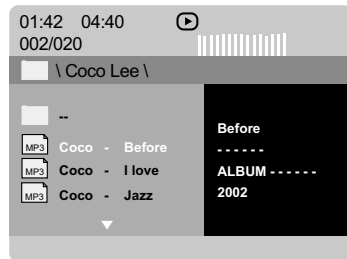 01:42 04:40
002/020
\ Coco Lee \
--
MP3 Coco - Before
MP3 Coco - I love
MP3 Coco - Jazz
Before
- - - - - -
ALBUM - - - - - -
2002